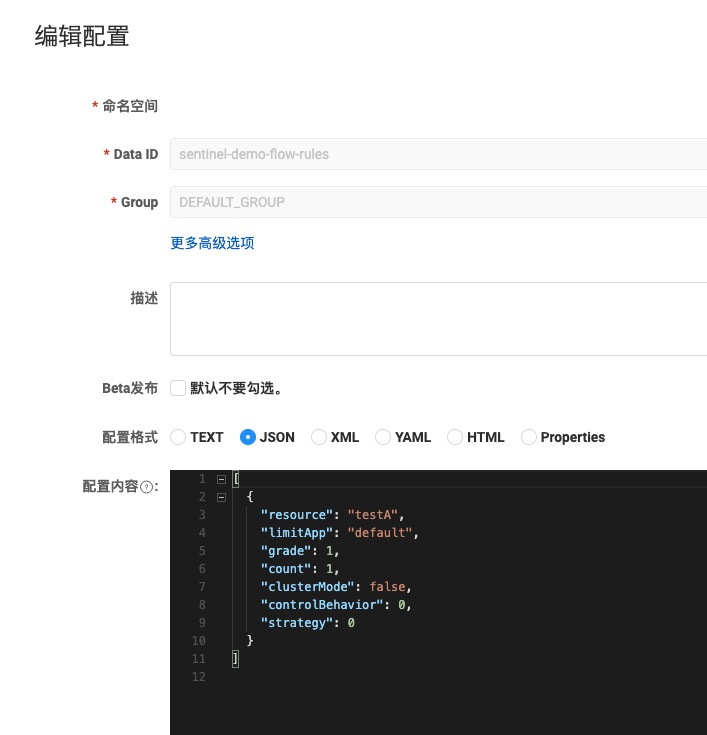 编辑配置
* 命名空间
* Data ID sentinel-demo-flow-rules
* Group DEFAULT_GROUP
更多高级选项
描述
Beta发布 默认不要勾选。
配置格式 TEXT JSON XML YAML HTML Properties
配置内容?:
1 [
2 {
3 "resource": "testA",
4 "limitApp": "default",
5 "grade": 1,
6 "count": 1,
7 "clusterMode": false,
8 "controlBehavior": 0,
9 "strategy": 0
10 }
11 ]
12